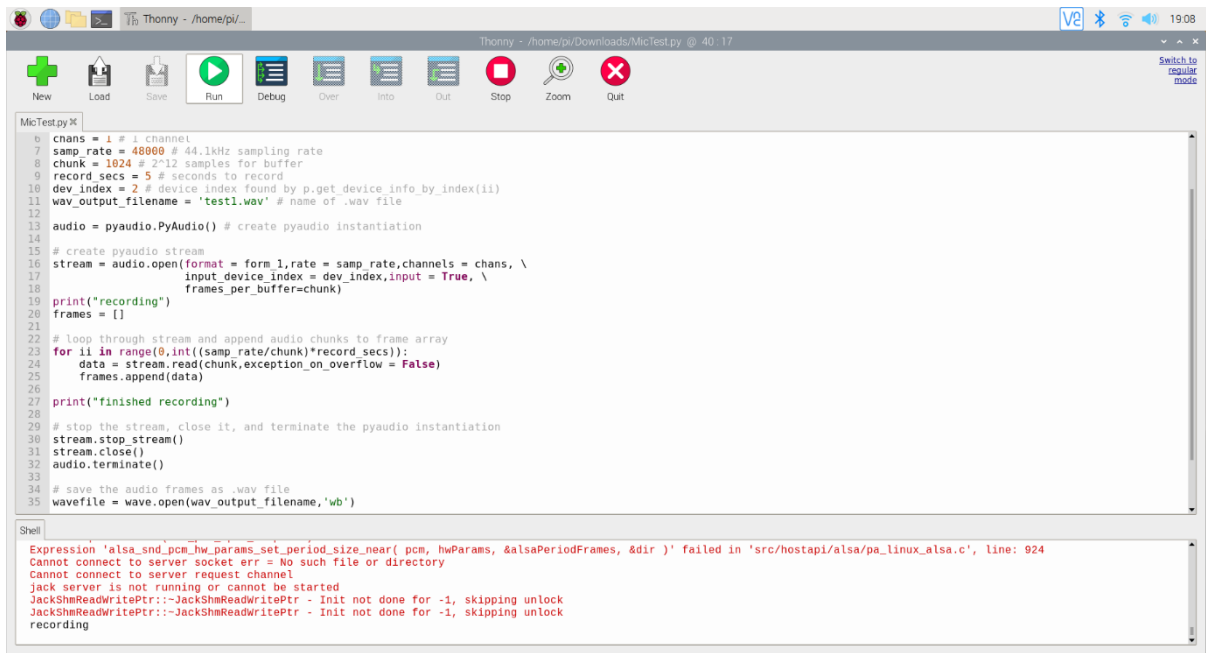 Thonny - /home/pi/...
19:08
Thonny - /home/pi/Downloads/MicTest.py @ 40:17
New
Load
Save
Run
Debug
Over
Into
Out
Stop
Zoom
Quit
Switch to
regular
mode
MicTest.py
6 chans = 1 # 1 channel
7 samp_rate = 48000 # 44.1kHz sampling rate
8 chunk = 1024 # 2^12 samples for buffer
9 record_secs = 5 # seconds to record
10 dev_index = 2 # device index found by p.get_device_info_by_index(ii)
11 wav_output_filename = 'test1.wav' # name of .wav file
12
13 audio = pyaudio.PyAudio() # create pyaudio instantiation
14
15 # create pyaudio stream
16 stream = audio.open(format = form_1,rate = samp_rate,channels = chans, \
17 input_device_index = dev_index,input = True, \
18 frames_per_buffer=chunk)
19 print("recording")
20 frames = []
21
22 # loop through stream and append audio chunks to frame array
23 for ii in range(0,int((samp_rate/chunk)*record_secs)):
24 data = stream.read(chunk,exception_on_overflow = False)
25 frames.append(data)
26
27 print("finished recording")
28
29 # stop the stream, close it, and terminate the pyaudio instantiation
30 stream.stop_stream()
31 stream.close()
32 audio.terminate()
33
34 # save the audio frames as .wav file
35 wavefile = wave.open(wav_output_filename,'wb')
Shell
Expression 'alsa_snd_pcm_hw_params_set_period_size_near( pcm, hwParams, &alsaPeriodFrames, &dir )' failed in 'src/hostapi/alsa/pa_linux_alsa.c', line: 924
Cannot connect to server socket err = No such file or directory
Cannot connect to server request channel
jack server is not running or cannot be started
JackShmReadWritePtr::~JackShmReadWritePtr - Init not done for -1, skipping unlock
JackShmReadWritePtr::~JackShmReadWritePtr - Init not done for -1, skipping unlock
recording